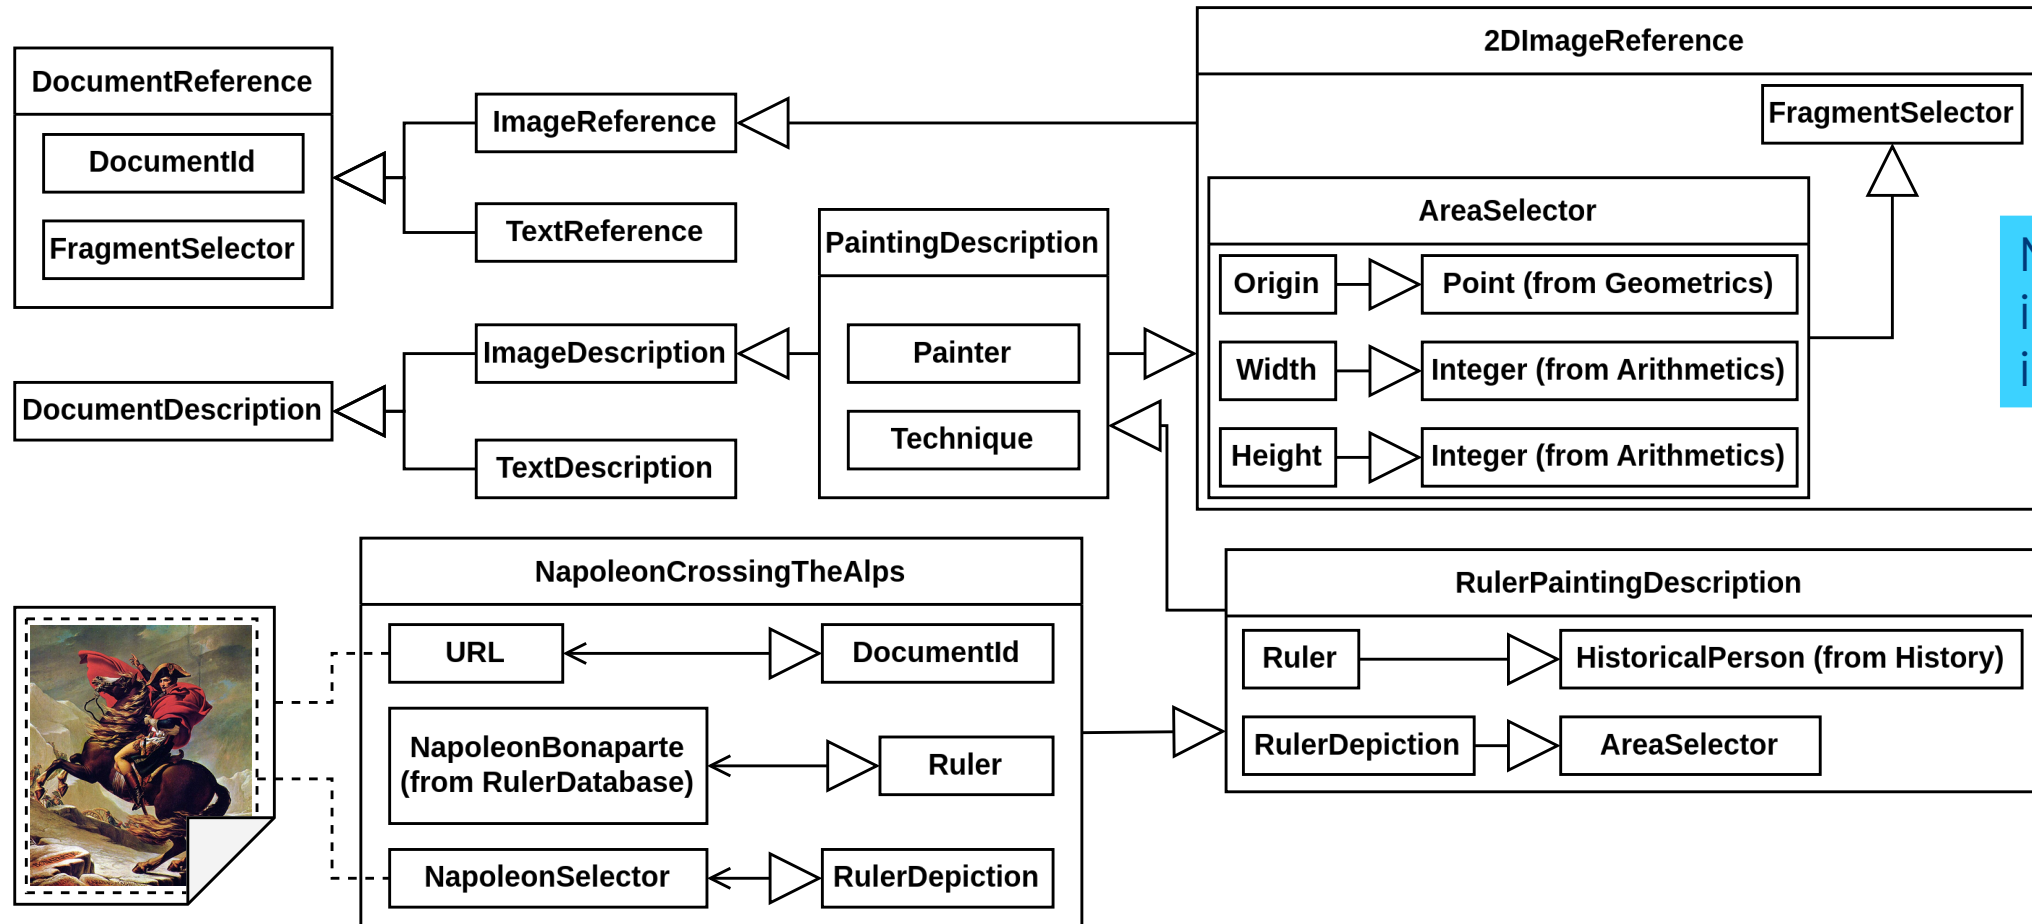 2DImageReference
DocumentReference
DocumentId
FragmentSelector
ImageReference
TextReference
FragmentSelector
AreaSelector
Origin
Point (from Geometrics)
Width
Integer (from Arithmetics)
Height
Integer (from Arithmetics)
PaintingDescription
Painter
Technique
ImageDescription
DocumentDescription
TextDescription
NapoleonCrossingTheAlps
URL
DocumentId
NapoleonBonaparte
(from RulerDatabase)
Ruler
NapoleonSelector
RulerDepiction
RulerPaintingDescription
Ruler
HistoricalPerson (from History)
RulerDepiction
AreaSelector